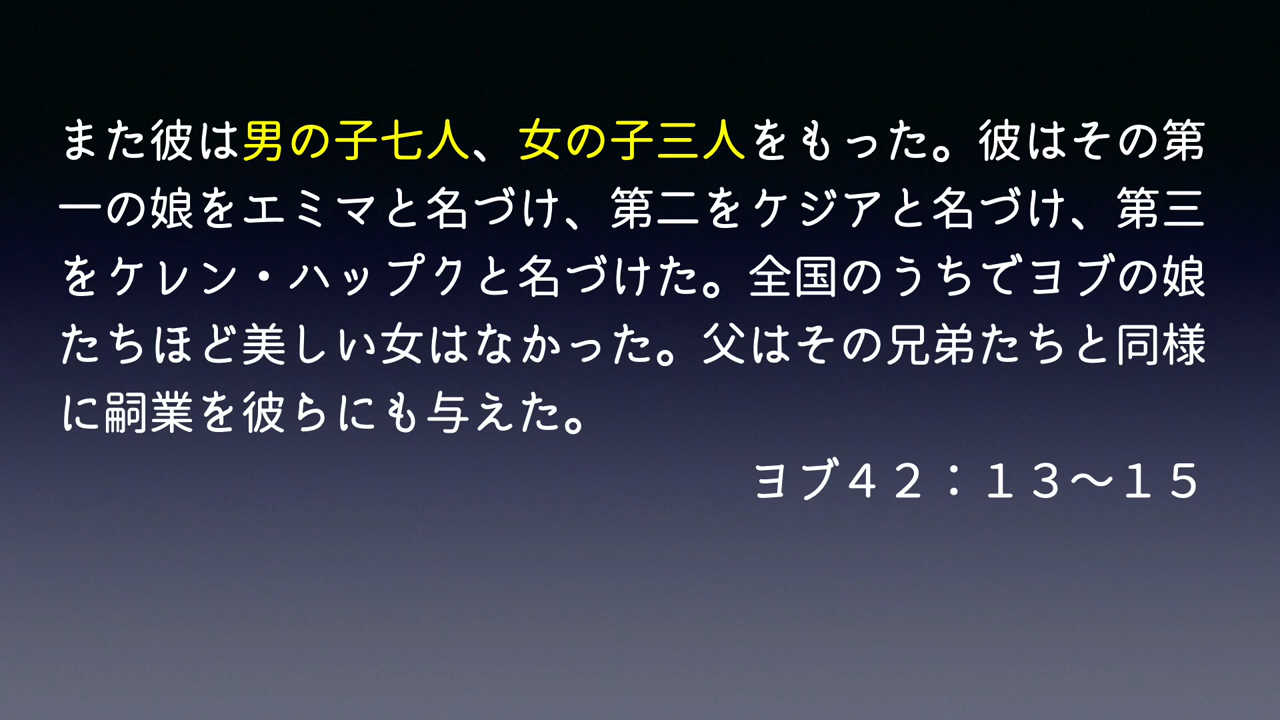 また彼は男の子七人、女の子三人をもった。彼はその第
一の娘をエミマと名づけ、第二をケジアと名づけ、第三
をケレン・ハップクと名づけた。全国のうちでヨブの娘
たちほど美しい女はなかった。父はその兄弟たちと同様
に嗣業を彼らにも与えた。
ヨブ４２：１３〜１５